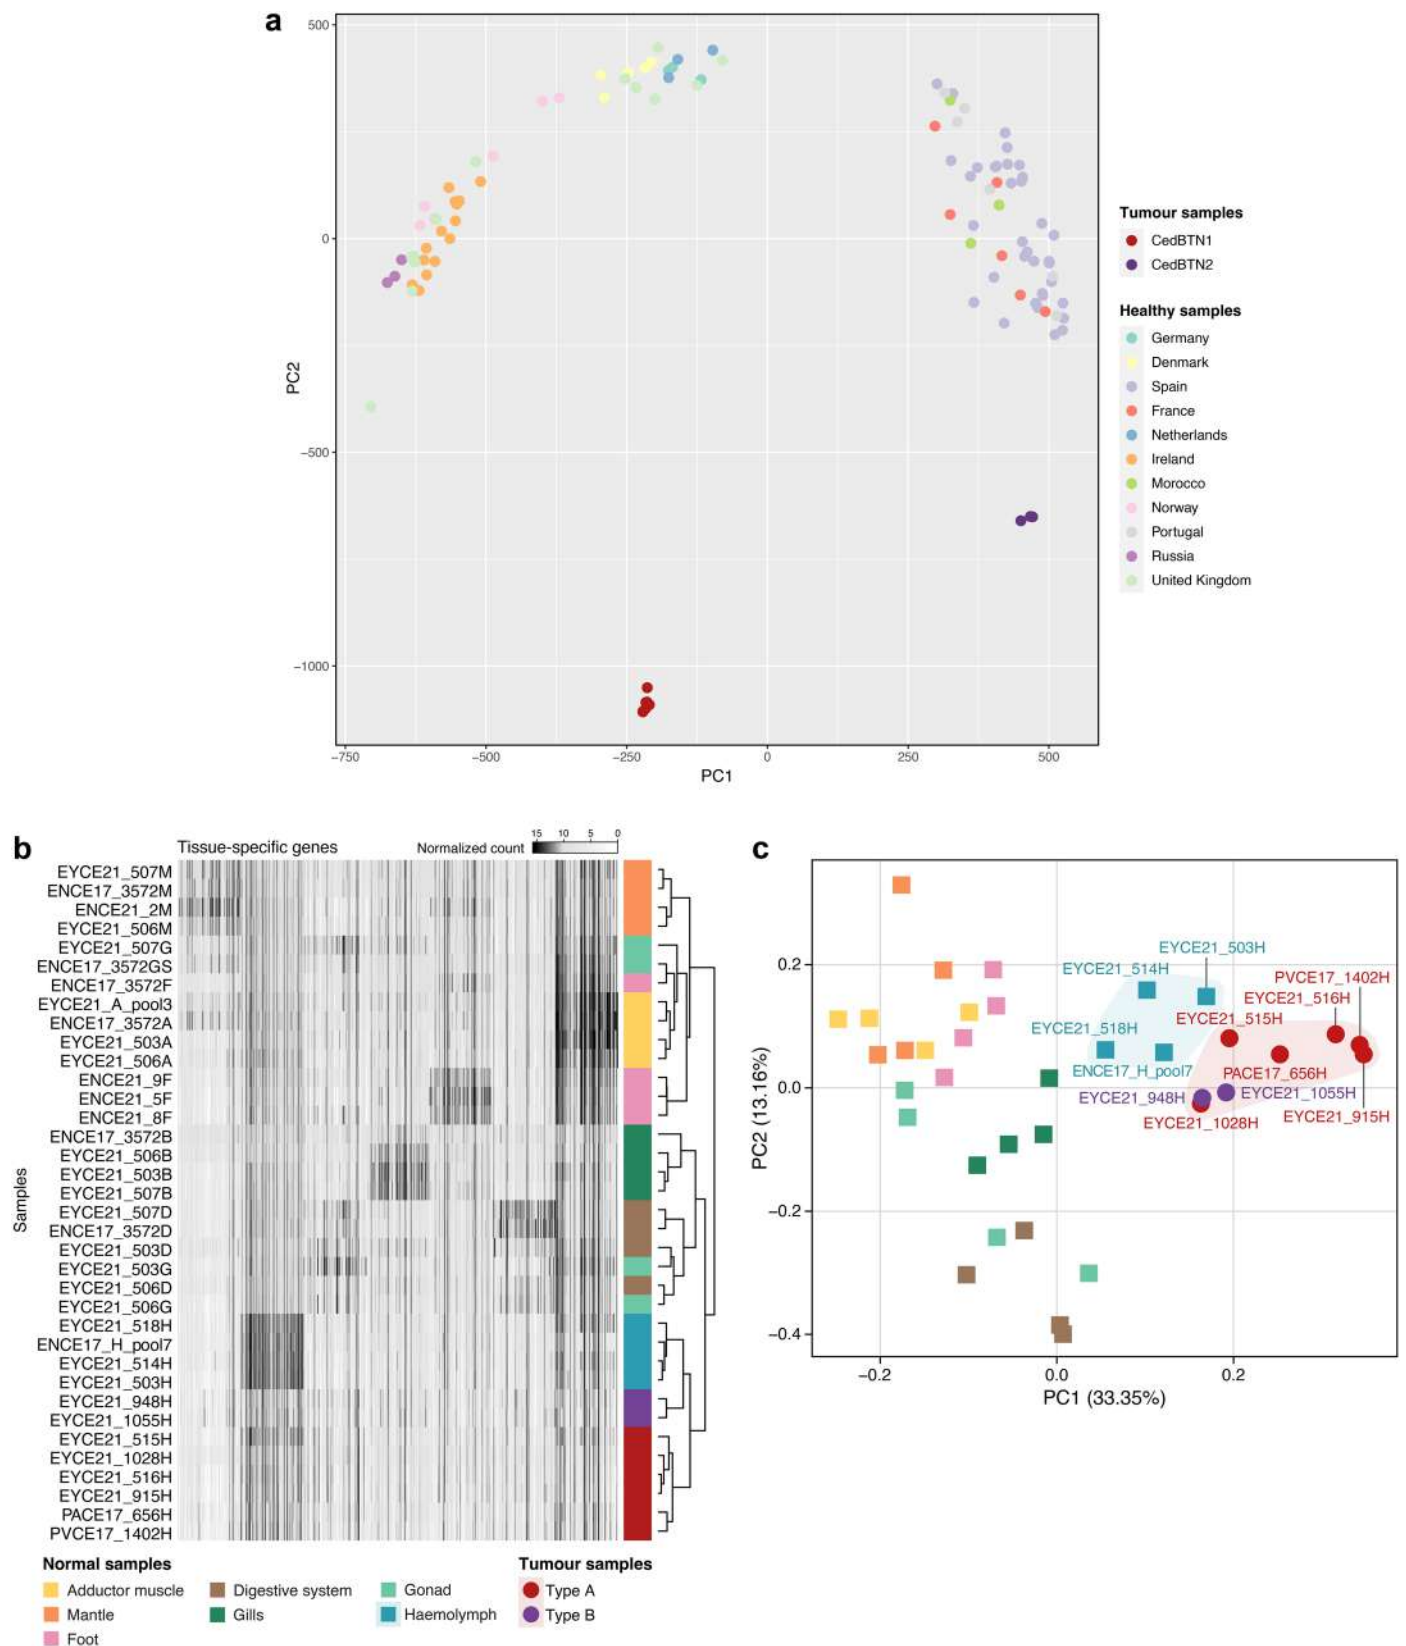 a
500
0
−500
−1000
PC2
−750
−500
−250
0
250
500
PC1
Tumour samples
CedBTN1
CedBTN2
Healthy samples
Germany
Denmark
Spain
France
Netherlands
Ireland
Morocco
Norway
Portugal
Russia
United Kingdom
b
Tissue-specific genes
Normalized count
15 10 5 0
Samples
EYCE21_507M
ENCE17_3572M
ENCE21_2M
EYCE21_506M
EYCE21_507G
ENCE17_3572GS
ENCE17_3572F
EYCE21_A_pool3
ENCE17_3572A
EYCE21_503A
EYCE21_506A
ENCE21_9F
ENCE21_5F
ENCE21_8F
ENCE17_3572B
EYCE21_506B
EYCE21_503B
EYCE21_507B
EYCE21_507D
ENCE17_3572D
EYCE21_503D
EYCE21_503G
EYCE21_506D
EYCE21_506G
EYCE21_518H
ENCE17_H_pool7
EYCE21_514H
EYCE21_503H
EYCE21_948H
EYCE21_1055H
EYCE21_515H
EYCE21_1028H
EYCE21_516H
EYCE21_915H
PACE17_656H
PVCE17_1402H
Normal samples
Adductor muscle
Mantle
Foot
Digestive system
Gills
Gonad
Haemolymph
Tumour samples
Type A
Type B
c
0.2
0.0
−0.2
−0.4
PC2 (13.16%)
EYCE21_503H
EYCE21_514H
PVCE17_1402H
EYCE21_516H
EYCE21_515H
EYCE21_518H
ENCE17_H_pool7
PACE17_656H
EYCE21_948H
EYCE21_1055H
EYCE21_1028H
EYCE21_915H
−0.2
0.0
0.2
PC1 (33.35%)